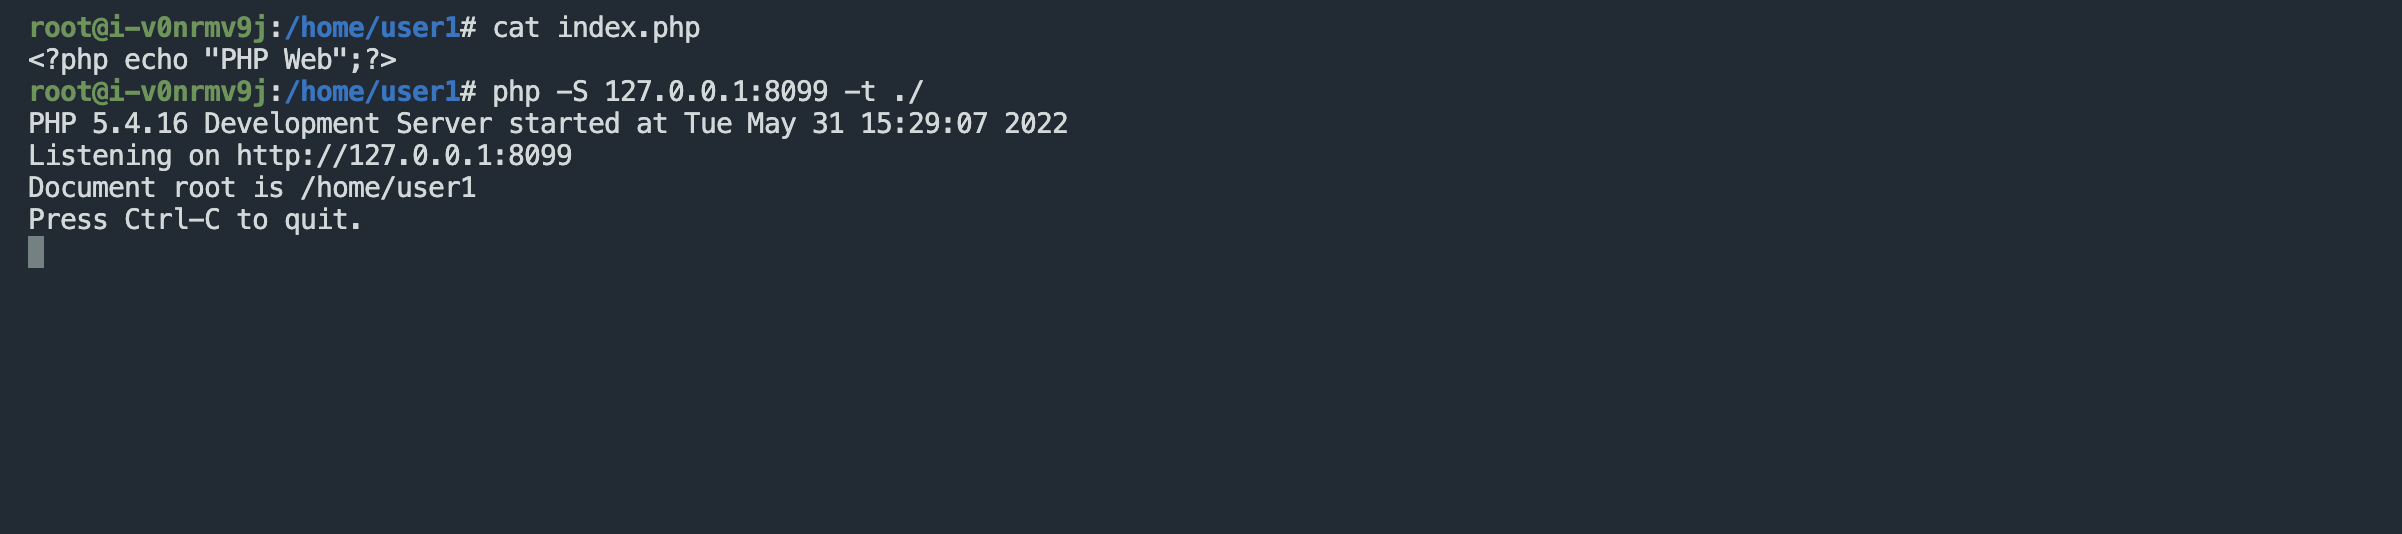 root@i-v0nrmv9j:/home/user1# cat index.php
<?php echo "PHP Web";?>
root@i-v0nrmv9j:/home/user1# php -S 127.0.0.1:8099 -t ./
PHP 5.4.16 Development Server started at Tue May 31 15:29:07 2022
Listening on http://127.0.0.1:8099
Document root is /home/user1
Press Ctrl-C to quit.